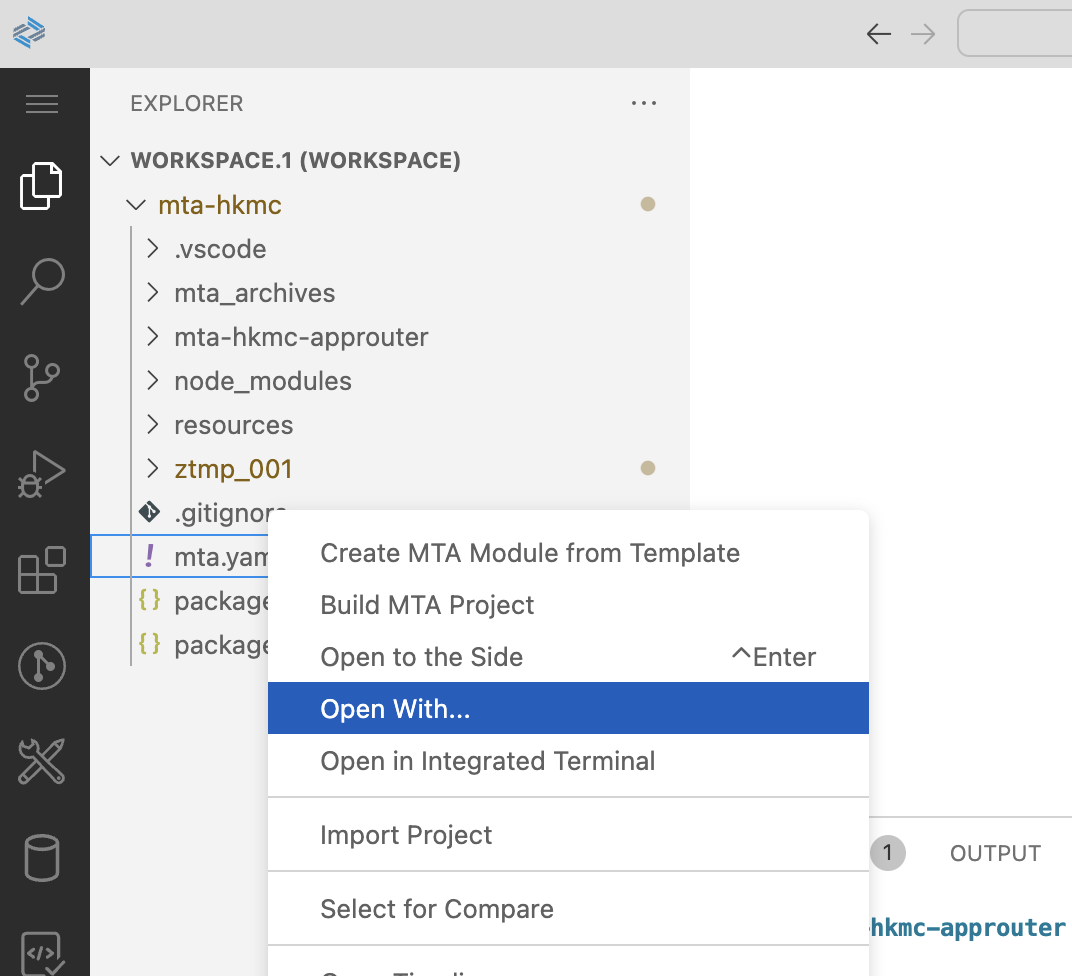 EXPLORER
WORKSPACE.1 (WORKSPACE)
mta-hkmc
.vscode
mta_archives
mta-hkmc-approuter
node_modules
resources
ztmp_001
.gitignore
mta.yam
package
package
Create MTA Module from Template
Build MTA Project
Open to the Side ^Enter
Open With...
Open in Integrated Terminal
Import Project
Select for Compare
1 OUTPUT
hkmc-approuter